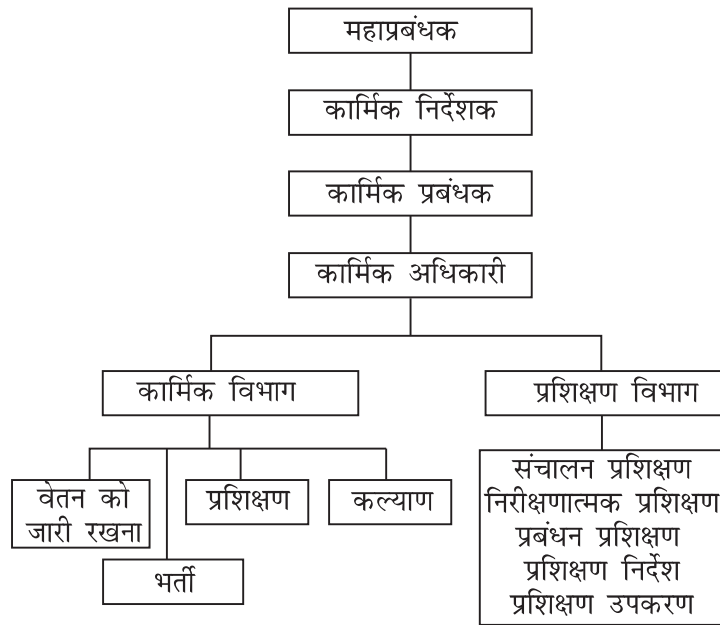 महाप्रबंधक
कार्मिक निर्देशक
कार्मिक प्रबंधक
कार्मिक अधिकारी
कार्मिक विभाग
प्रशिक्षण विभाग
वेतन को
जारी रखना
प्रशिक्षण
कल्याण
भर्ती
संचालन प्रशिक्षण
निरीक्षणात्मक प्रशिक्षण
प्रबंधन प्रशिक्षण
प्रशिक्षण निर्देश
प्रशिक्षण उपकरण